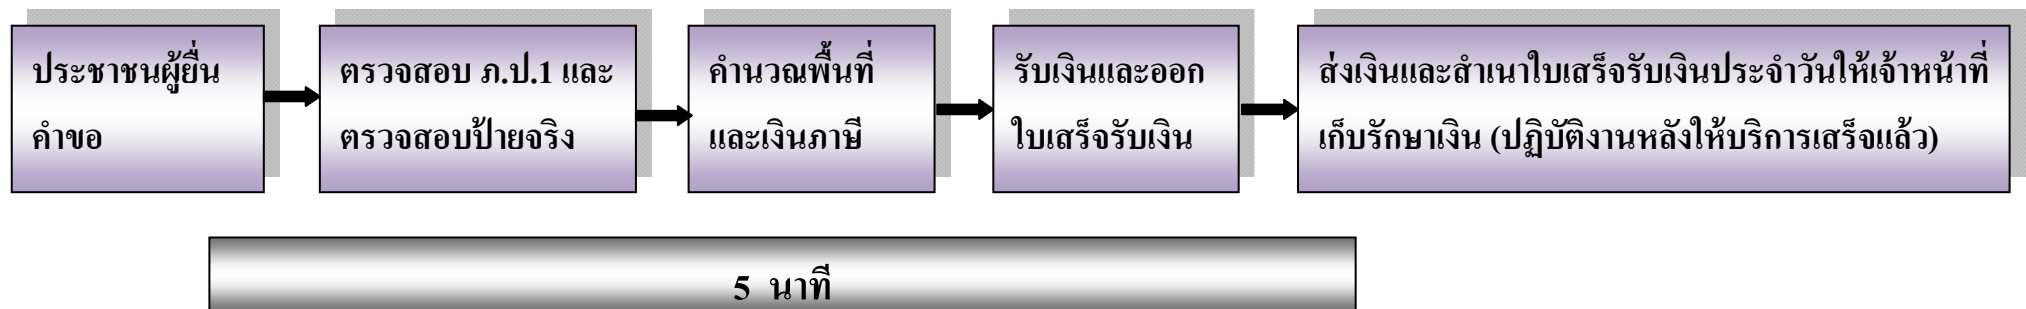 ประชาชนผู้ยื่น
คำขอ
ตรวจสอบ ภ.ป.1 และ
ตรวจสอบป้ายจริง
คำนวณพื้นที่
และเงินภาษี
รับเงินและออก
ใบเสร็จรับเงิน
ส่งเงินและสำเนาใบเสร็จรับเงินประจำวันให้เจ้าหน้าที่
เก็บรักษาเงิน (ปฏิบัติงานหลังให้บริการเสร็จแล้ว)
5 นาที